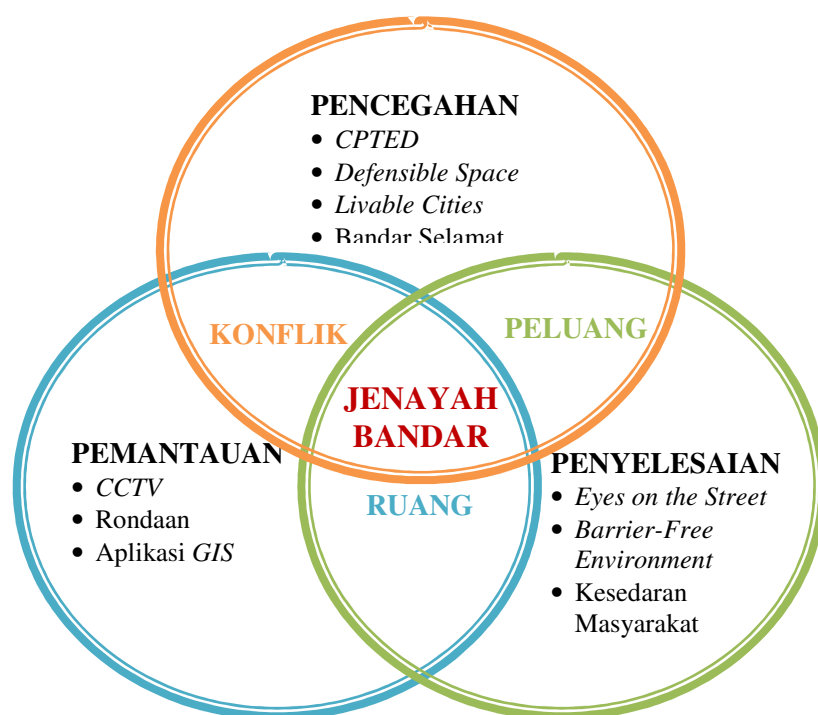 PENCEGAHAN
• CPTED
• Defensible Space
• Livable Cities
• Bandar Selamat
KONFLIK
PELUANG
JENAYAH
BANDAR
PEMANTAUAN
• CCTV
• Rondaan
• Aplikasi GIS
RUANG
PENYELESAIAN
• Eyes on the Street
• Barrier-Free
Environment
• Kesedaran
Masyarakat